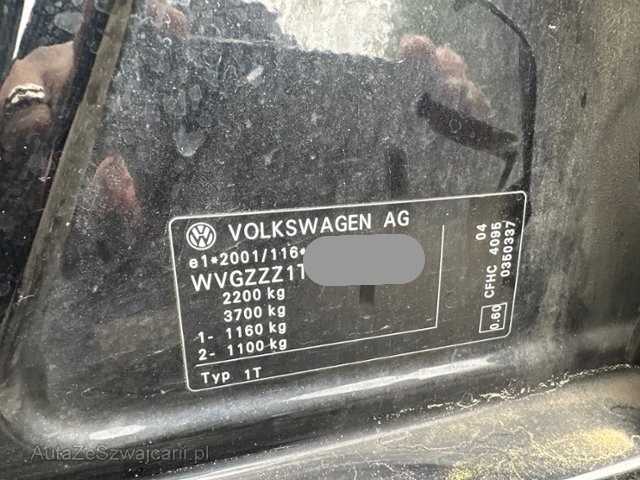 VOLKSWAGEN AG
e1*2001/116*
WVGZZZ1T
2200 kg
3700 kg
1- 1160 kg
2- 1100 kg
Typ 1T
04
CFHC 4095
0350337
0.60
AutaZeSzwajcarii.pl